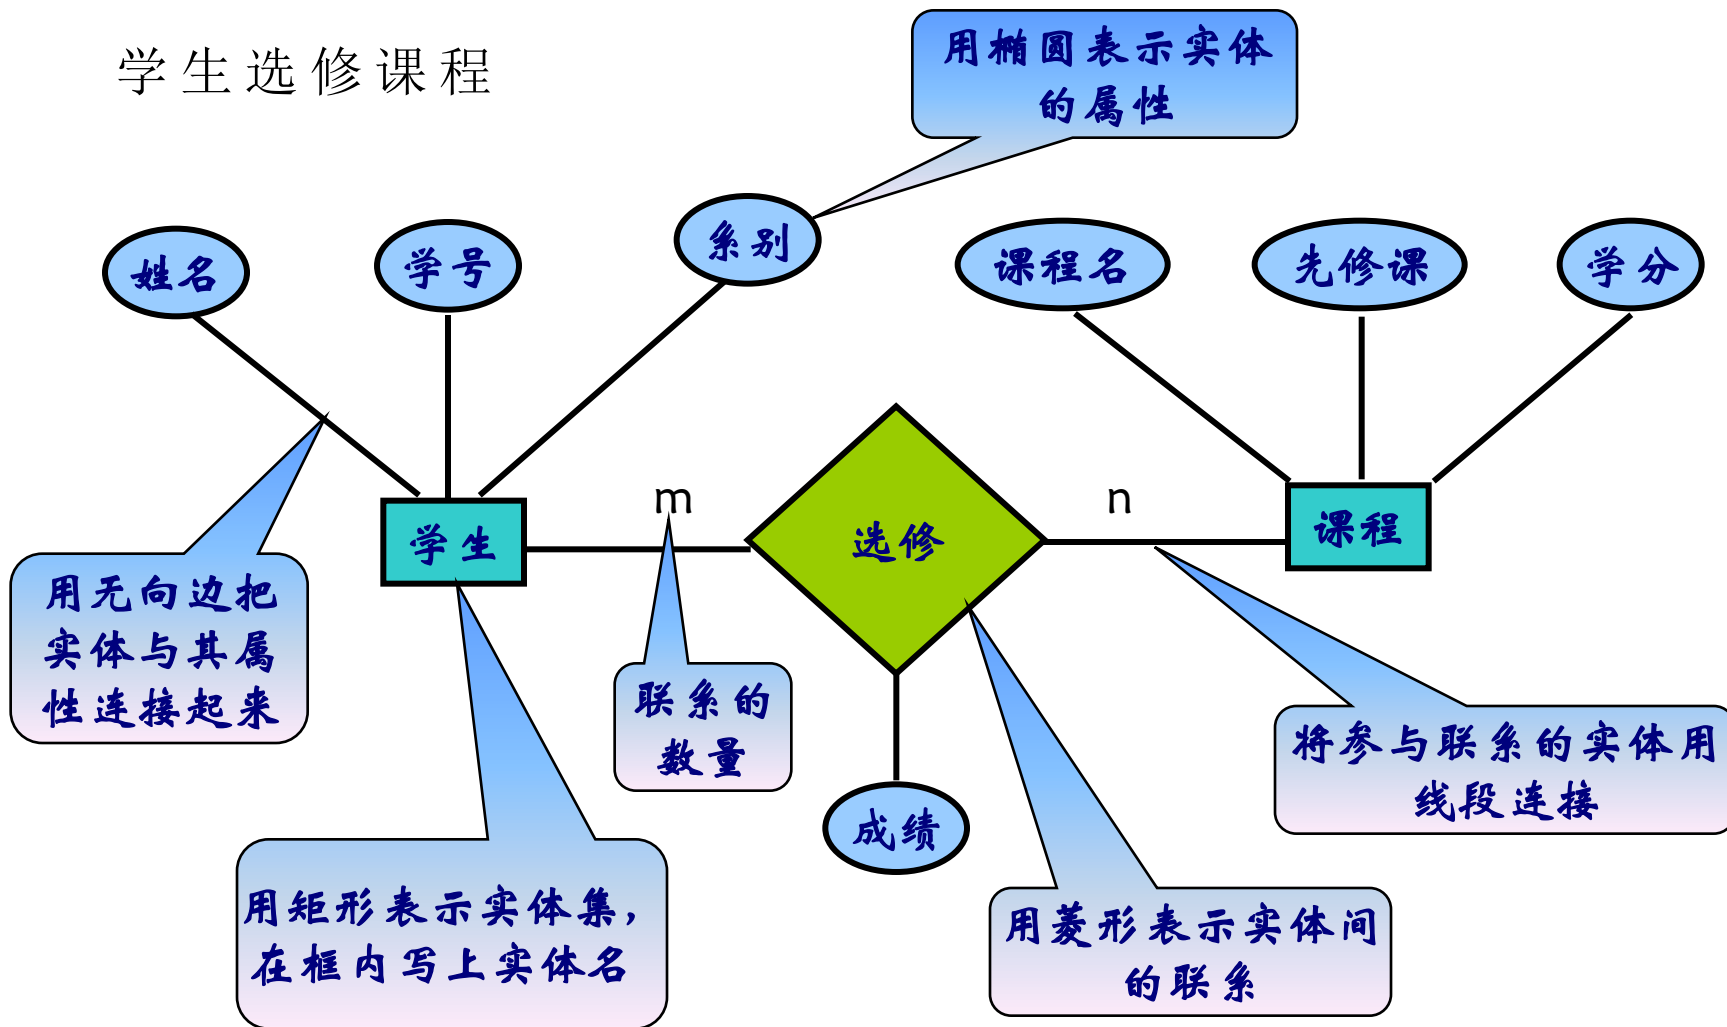 学生选修课程
用椭圆表示实体
的属性
姓名
学号
系别
课程名
先修课
学分
m
n
学生
选修
课程
用无向边把
实体与其属
性连接起来
联系的
数量
将参与联系的实体用
线段连接
成绩
用矩形表示实体集，
在框内写上实体名
用菱形表示实体间
的联系